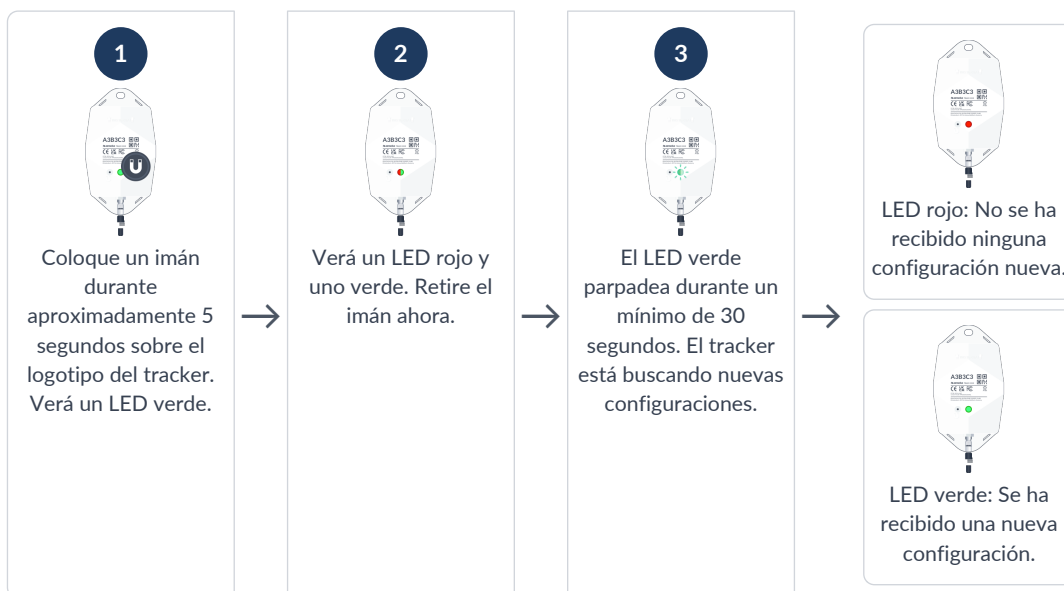 1
A3B3C3
Coloque un imán
durante
aproximadamente 5
segundos sobre el
logotipo del tracker.
Verá un LED verde.
2
A3B3C3
Verá un LED rojo y
uno verde. Retire el
imán ahora.
3
A3B3C3
El LED verde
parpadea durante un
mínimo de 30
segundos. El tracker
está buscando nuevas
configuraciones.
A3B3C3
LED rojo: No se ha
recibido ninguna
configuración nueva.
A3B3C3
LED verde: Se ha
recibido una nueva
configuración.